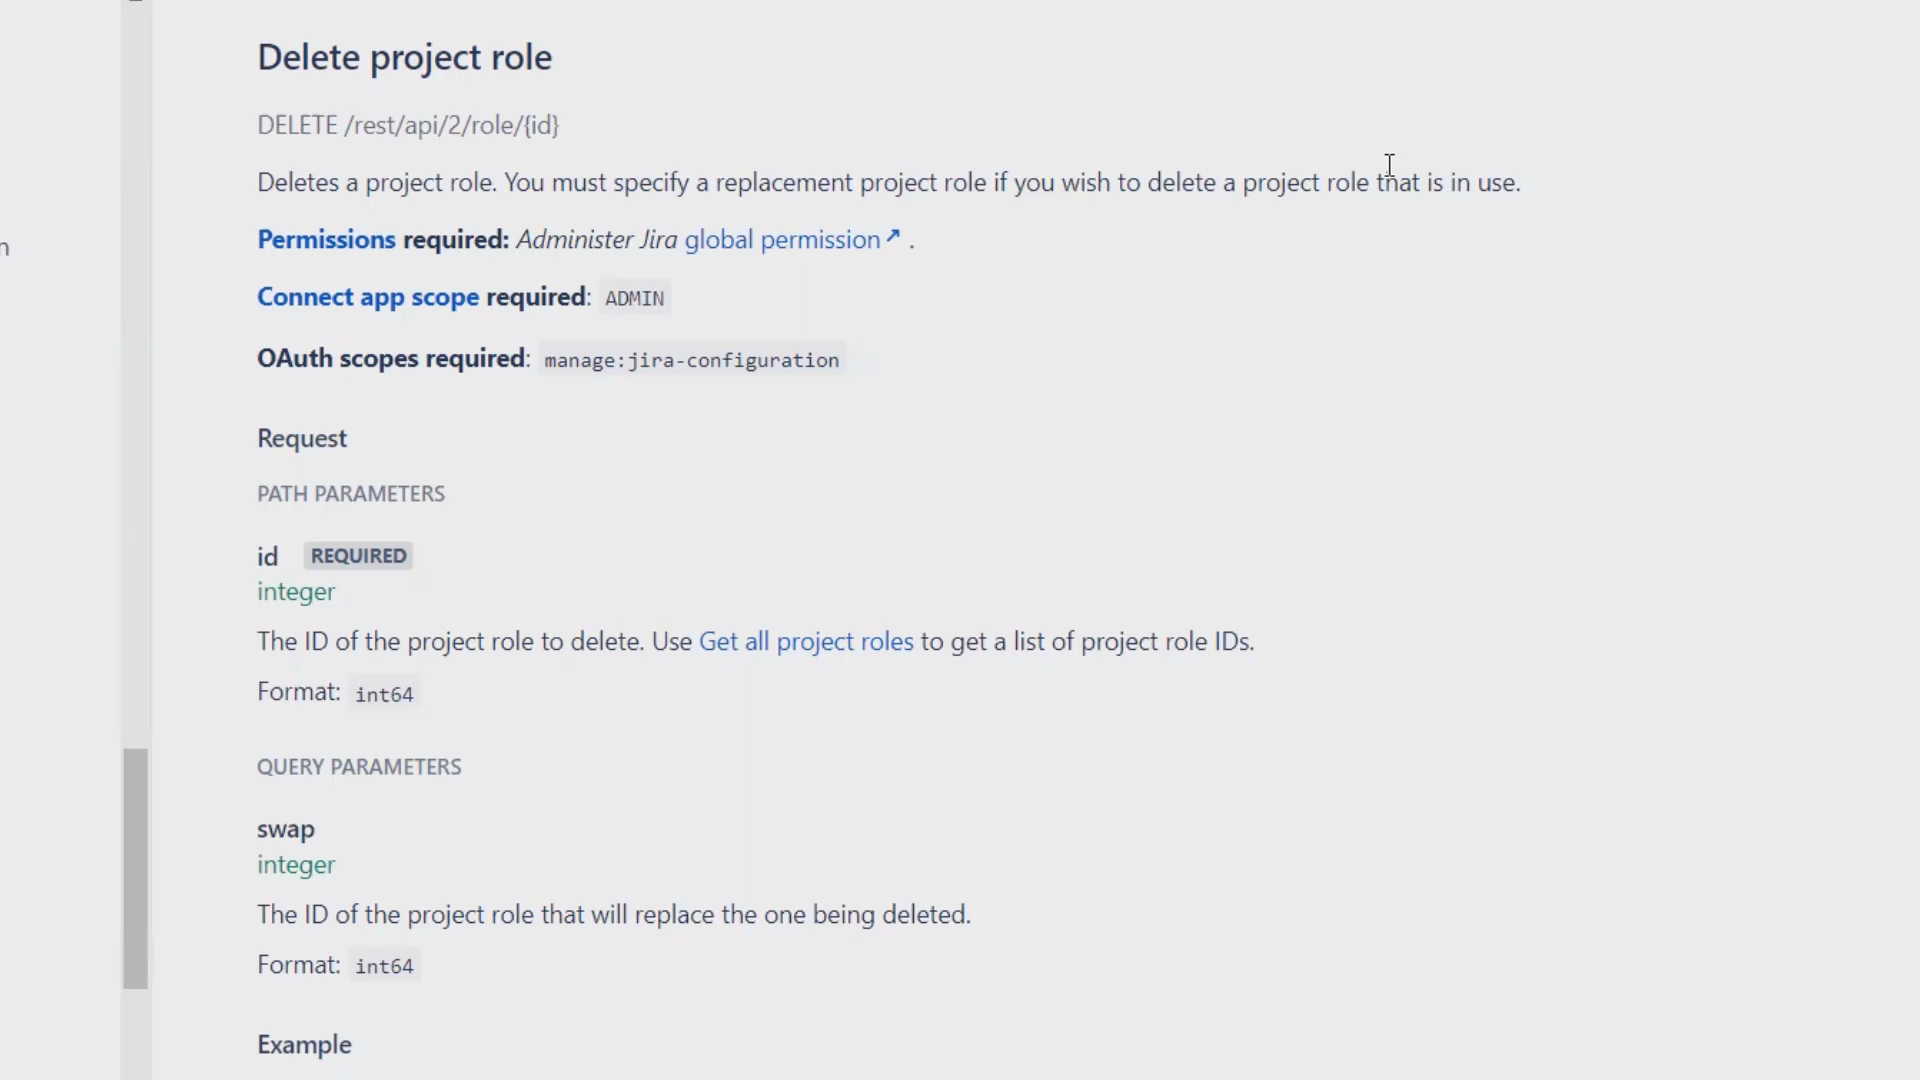 Delete project role
DELETE /rest/api/2/role/{id}
Deletes a project role. You must specify a replacement project role if you wish to delete a project role that is in use.
Permissions required: Administer Jira global permission↗ .
Connect app scope required: ADMIN
OAuth scopes required: manage:jira-configuration
Request
PATH PARAMETERS
id REQUIRED
integer
The ID of the project role to delete. Use Get all project roles to get a list of project role IDs.
Format: int64
QUERY PARAMETERS
swap
integer
The ID of the project role that will replace the one being deleted.
Format: int64
Example